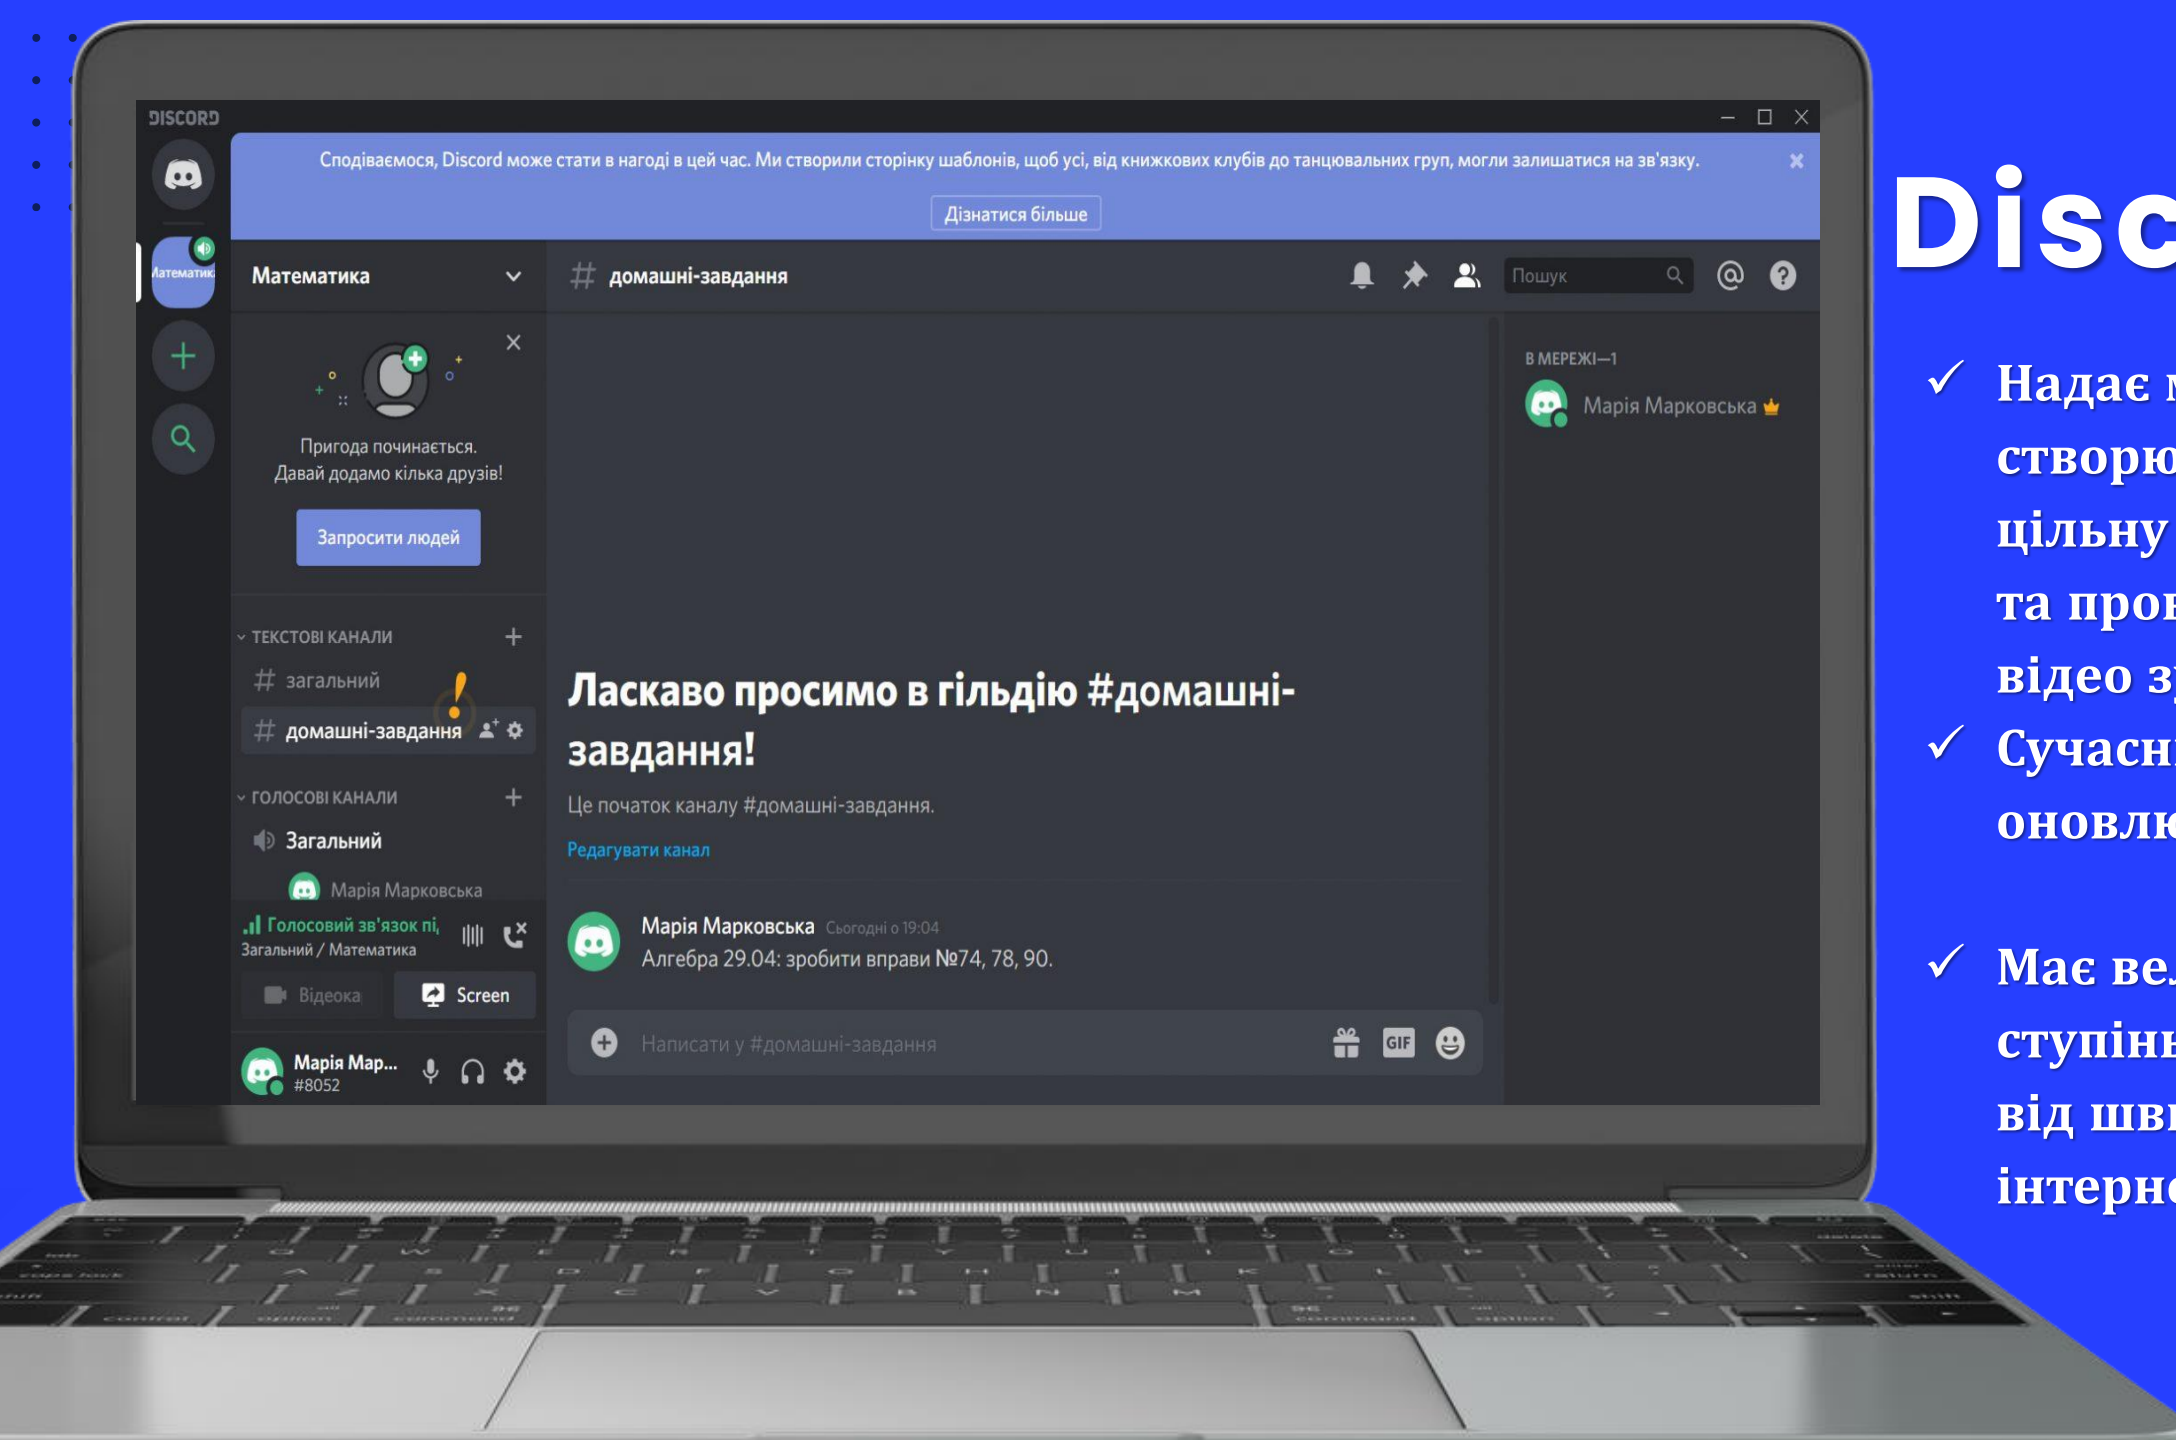 DISCORD
Сподіваємося, Discord може стати в нагоді в цей час. Ми створили сторінку шаблонів, щоб усі, від книжкових клубів до танцювальних груп, могли залишатися на зв'язку.
Дізнатися більше
Математик
Математика
# домашні-завдання
Пошук
Пригода починається.
Давай додамо кілька друзів!
Запросити людей
ТЕКСТОВІ КАНАЛИ
# загальний
# домашні-завдання
ГОЛОСОВІ КАНАЛИ
Загальний
Марія Марковська
Голосовий зв'язок пі
Загальний / Математика
Відеока
Screen
Марія Мар...
#8052
Ласкаво просимо в гільдію #домашні-
завдання!
Це початок каналу #домашні-завдання.
Редагувати канал
Марія Марковська Сьогодні о 19:04
Алгебра 29.04: зробити вправи №74, 78, 90.
Написати у #домашні-завдання
GIF
В МЕРЕЖІ—1
Марія Марковська
Disc
✓ Надає
створю
цільну
та пров
відео з
✓ Сучасн
оновлю
✓ Має вел
ступін
від шв
інтерн